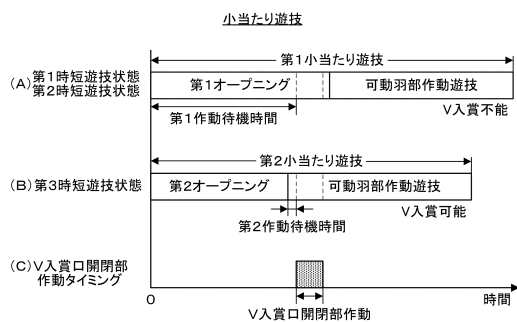 小当たり遊技
第1小当たり遊技
(A)第1時短遊技状態
第2時短遊技状態
第1オープニング
可動羽部作動遊技
第1作動待機時間
V入賞不能
第2小当たり遊技
(B)第3時短遊技状態
第2オープニング
可動羽部作動遊技
第2作動待機時間
V入賞可能
(C)V入賞口開閉部
作動タイミング
0
時間
V入賞口開閉部作動